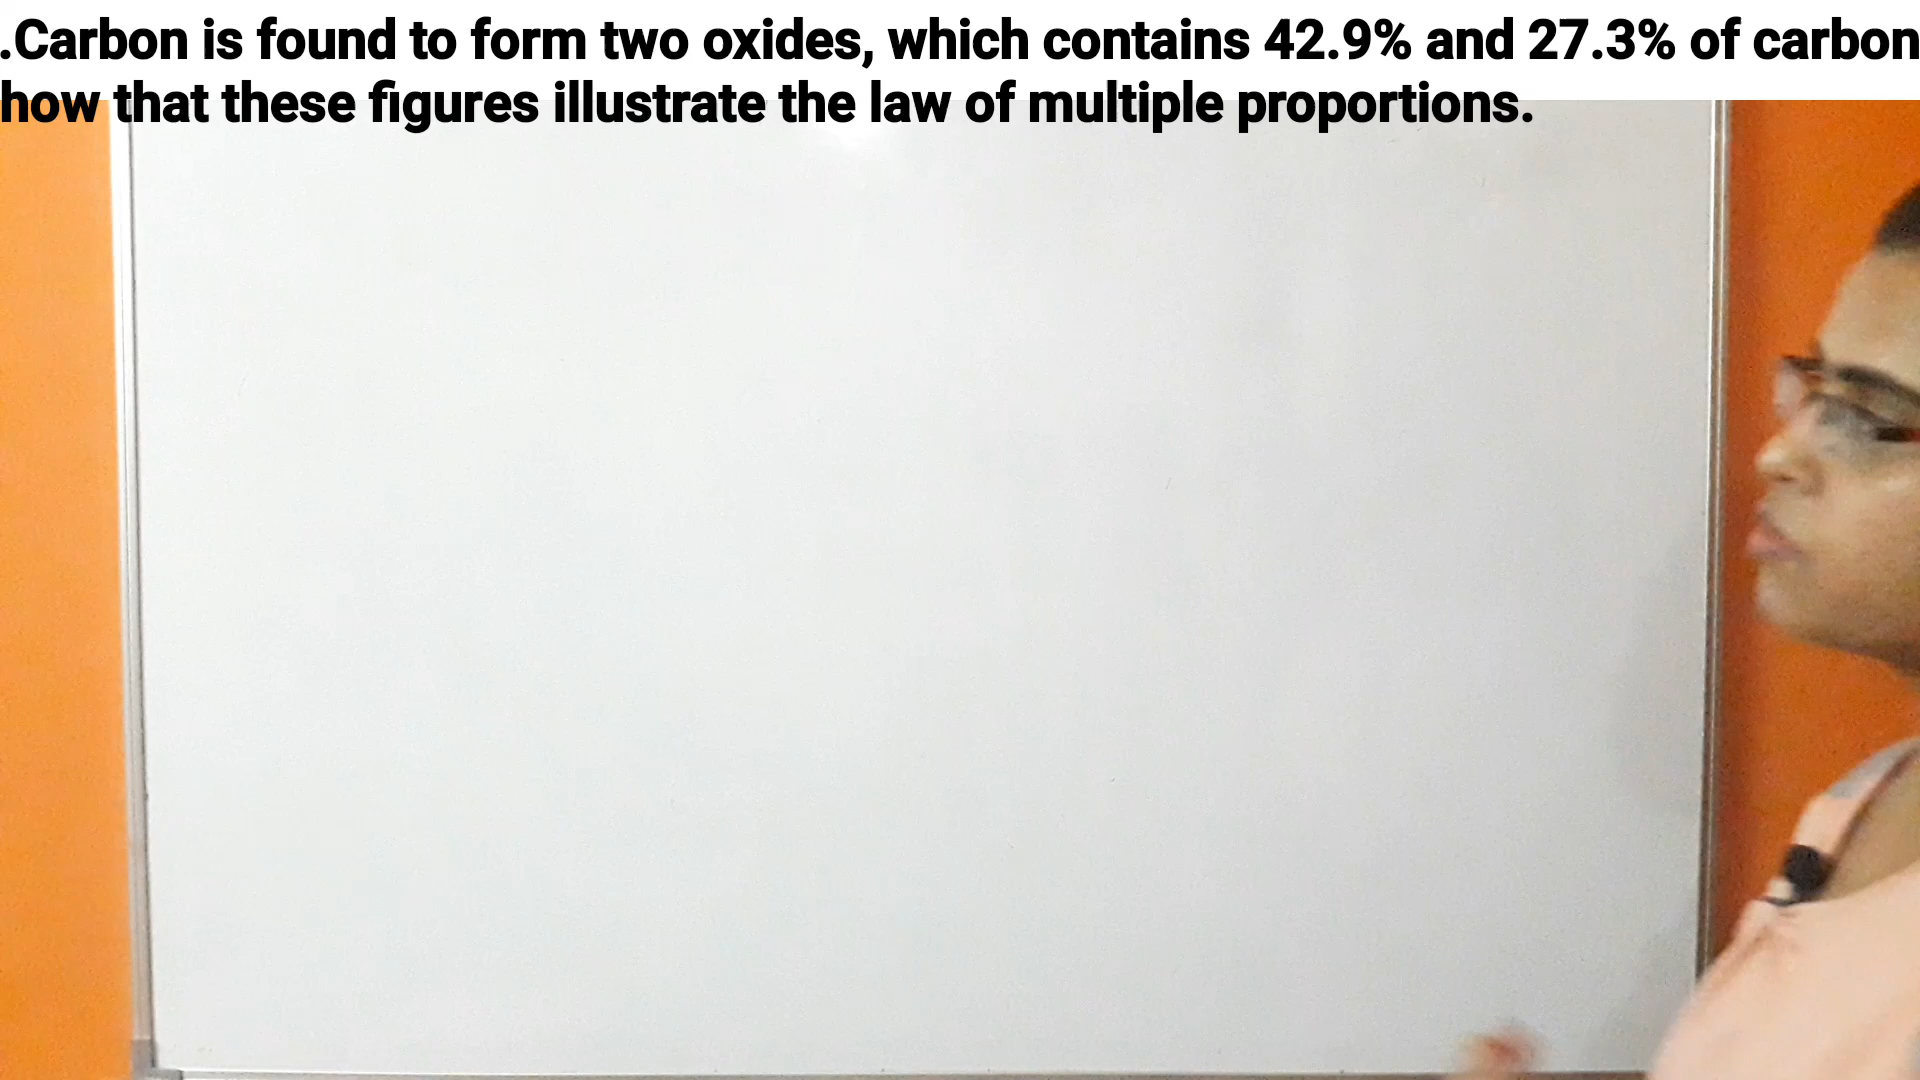 .Carbon is found to form two oxides, which contains 42.9% and 27.3% of carbon
how that these figures illustrate the law of multiple proportions.